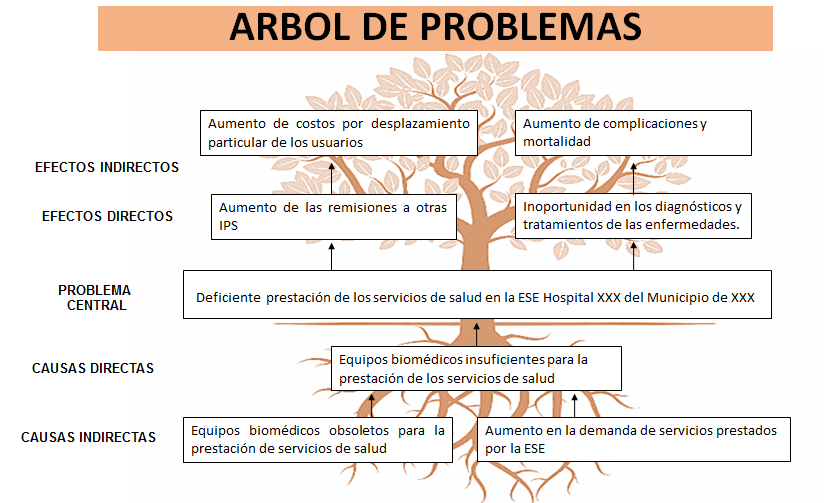 ARBOL DE PROBLEMAS
Aumento de costos por desplazamiento
particular de los usuarios
Aumento de complicaciones y
mortalidad
EFECTOS INDIRECTOS
EFECTOS DIRECTOS
Aumento de las remisiones a otras
IPS
Inoportunidad en los diagnósticos y
tratamientos de las enfermedades.
PROBLEMA
CENTRAL
Deficiente prestación de los servicios de salud en la ESE Hospital XXX del Municipio de XXX
CAUSAS DIRECTAS
Equipos biomédicos insuficientes para la
prestación de los servicios de salud
CAUSAS INDIRECTAS
Equipos biomédicos obsoletos para la
prestación de servicios de salud
Aumento en la demanda de servicios prestados
por la ESE